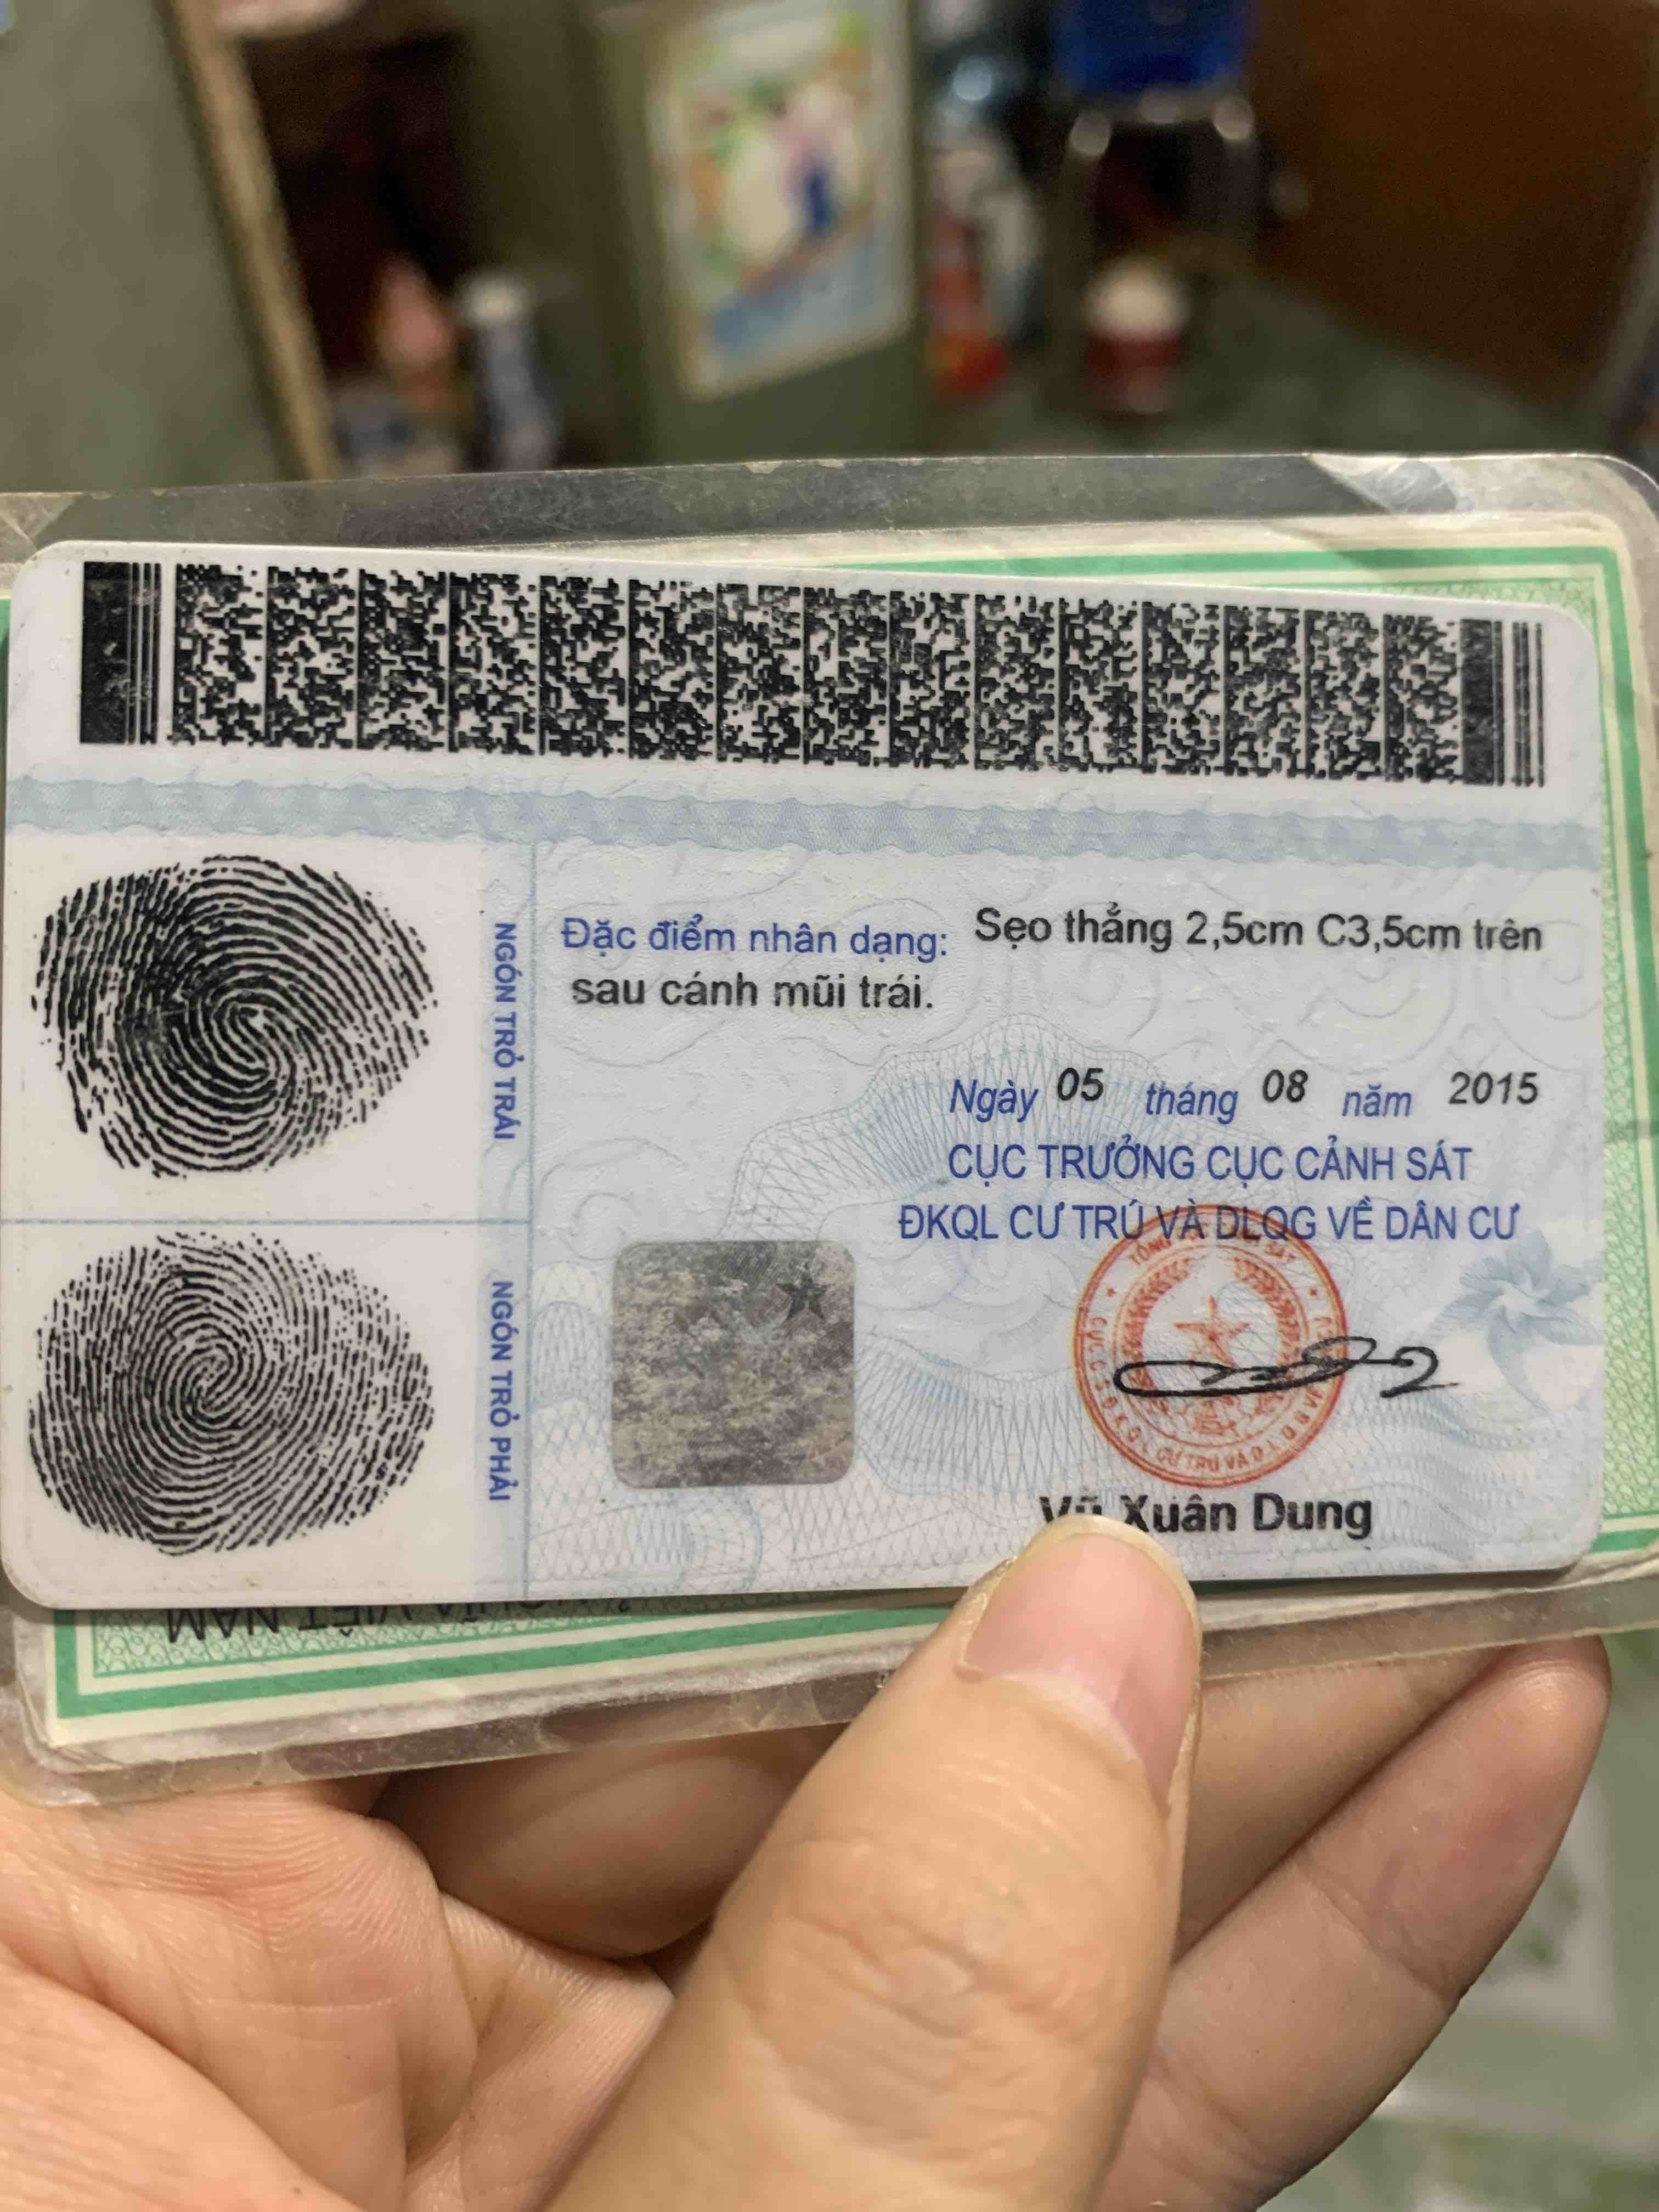 NGÓN TRỎ TRÁI
Đặc điểm nhân dạng: Sẹo thẳng 2,5cm C3,5cm trên
sau cánh mũi trái.
Ngày 05 tháng 08 năm 2015
CỤC TRƯỞNG CỤC CẢNH SÁT
ĐKQL CƯ TRÚ VÀ DLQG VỀ DÂN CƯ
NGÓN TRỎ PHẢI
Vũ Xuân Dung
VIỆT NAM